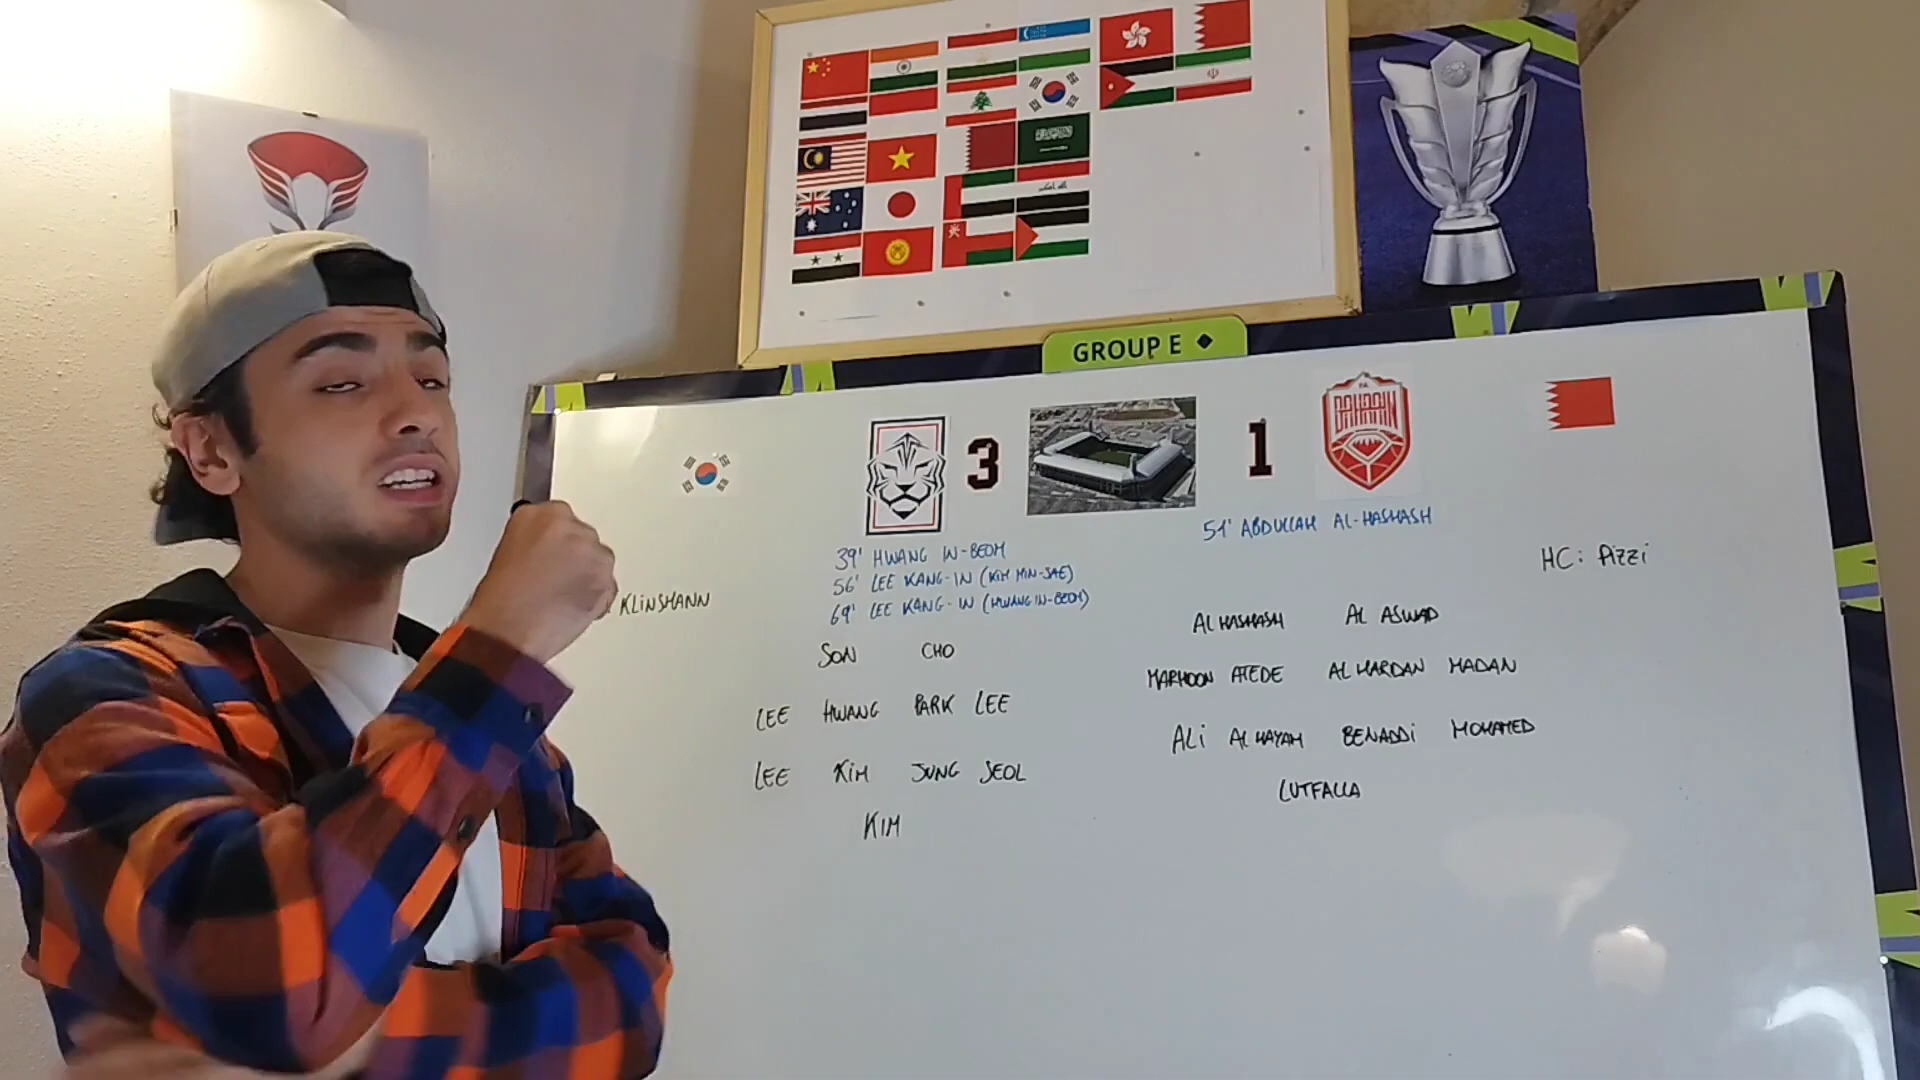 GROUP E
3
1
BAHRAIN
39' HWANG IN-BEOM
56' LEE KANG-IN (KIM MIN-JAE)
69' LEE KANG-IN (HWANG IN-BEOM)
51' ABDULLAH AL-HASHASH
KLINSMANN
HC: PIZZI
SON CHO
LEE HWANG PARK LEE
LEE KIM JUNG SEOL
KIM
AL HASHASH AL ASWAD
MARHOON ATEDE AL HARDAN MADAN
ALI AL HAYAM BENADDI MOHAMED
LUTFALLA